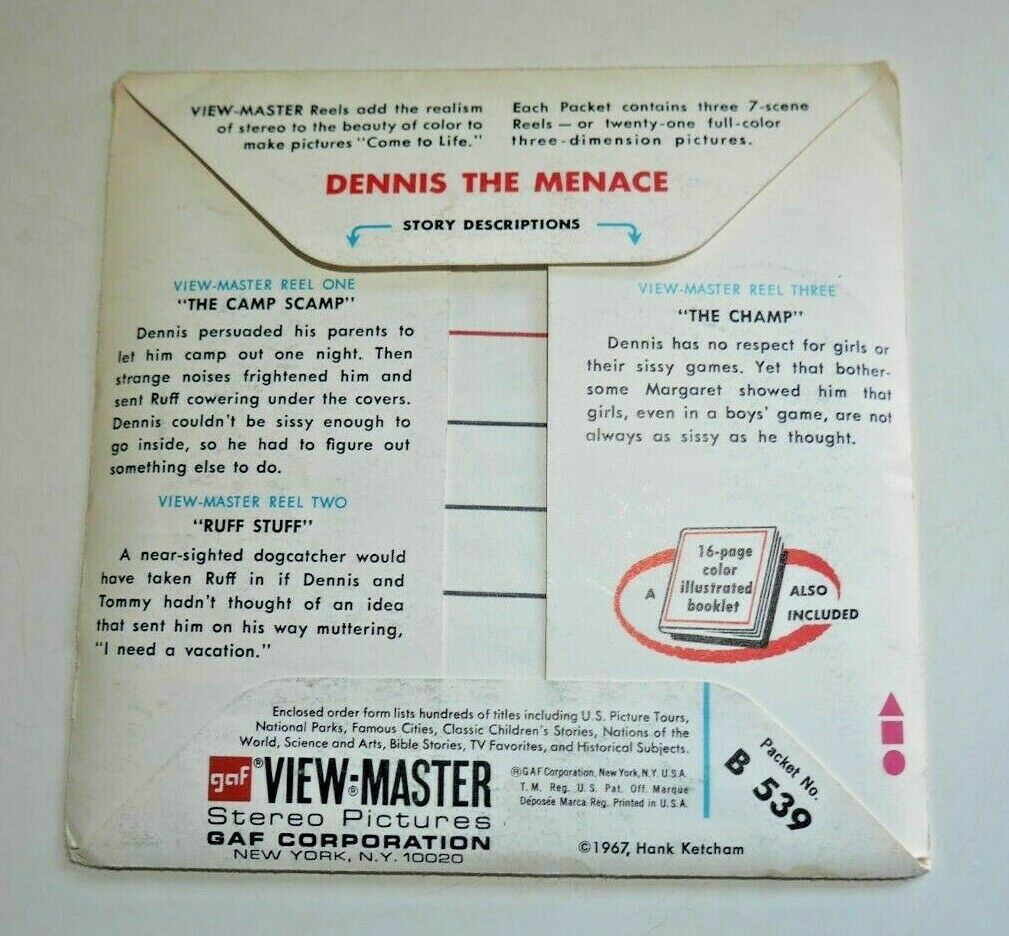 VIEW-MASTER Reels add the realism
of stereo to the beauty of color to
make pictures "Come to Life."
Each Packet contains three 7-scene
Reels — or twenty-one full-color
three-dimension pictures.
DENNIS THE MENACE
STORY DESCRIPTIONS
VIEW-MASTER REEL ONE
"THE CAMP SCAMP"
Dennis persuaded his parents to
let him camp out one night. Then
strange noises frightened him and
sent Ruff cowering under the covers.
Dennis couldn't be sissy enough to
go inside, so he had to figure out
something else to do.
VIEW-MASTER REEL TWO
"RUFF STUFF"
A near-sighted dogcatcher would
have taken Ruff in if Dennis and
Tommy hadn't thought of an idea
that sent him on his way muttering,
"I need a vacation."
VIEW-MASTER REEL THREE
"THE CHAMP"
Dennis has no respect for girls or
their sissy games. Yet that bother-
some Margaret showed him that
girls, even in a boys' game, are not
always as sissy as he thought.
A
16-page
color
illustrated
booklet
ALSO
INCLUDED
Enclosed order form lists hundreds of titles including U.S. Picture Tours,
National Parks, Famous Cities, Classic Children's Stories, Nations of the
World, Science and Arts, Bible Stories, TV Favorites, and Historical Subjects.
gaf® VIEW-MASTER®
Stereo Pictures
GAF CORPORATION
NEW YORK, N.Y. 10020
®GAF Corporation, New York, N.Y. U.S.A.
T.M. Reg. U.S. Pat. Off. Marque
Déposée Marca Reg. Printed in U.S.A.
©1967, Hank Ketcham
Packet No.
B 539